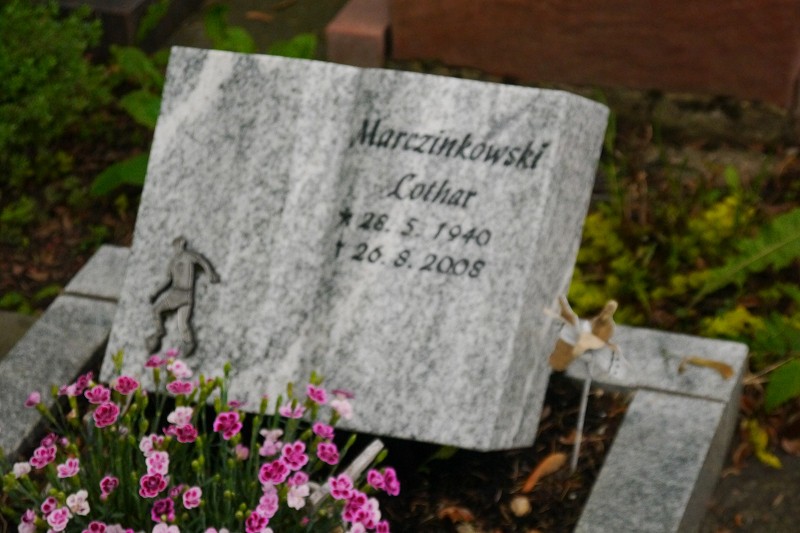 Marczinkowski
Lothar
* 28. 5. 1940
† 26. 8. 2008